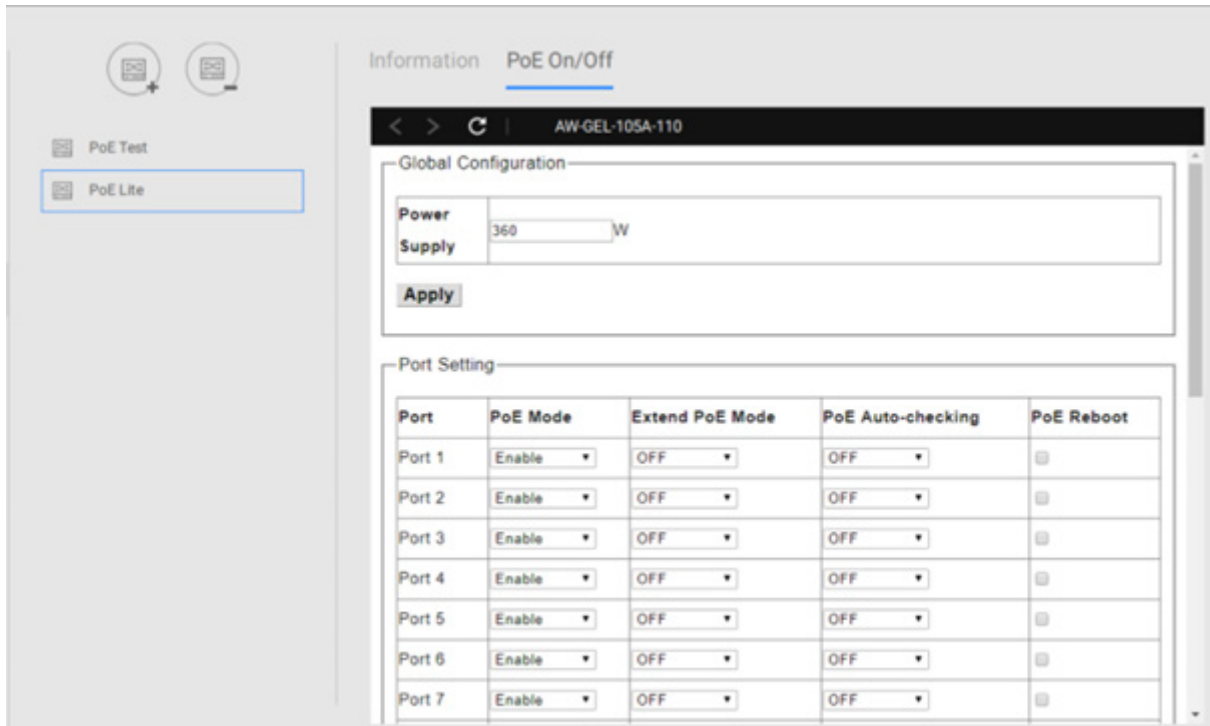 Information PoE On/Off
AW-GEL-105A-110
PoE Test
PoE Lite
Global Configuration
Power Supply 360 W
Apply
Port Setting
Port PoE Mode Extend PoE Mode PoE Auto-checking PoE Reboot
Port 1 Enable OFF OFF
Port 2 Enable OFF OFF
Port 3 Enable OFF OFF
Port 4 Enable OFF OFF
Port 5 Enable OFF OFF
Port 6 Enable OFF OFF
Port 7 Enable OFF OFF